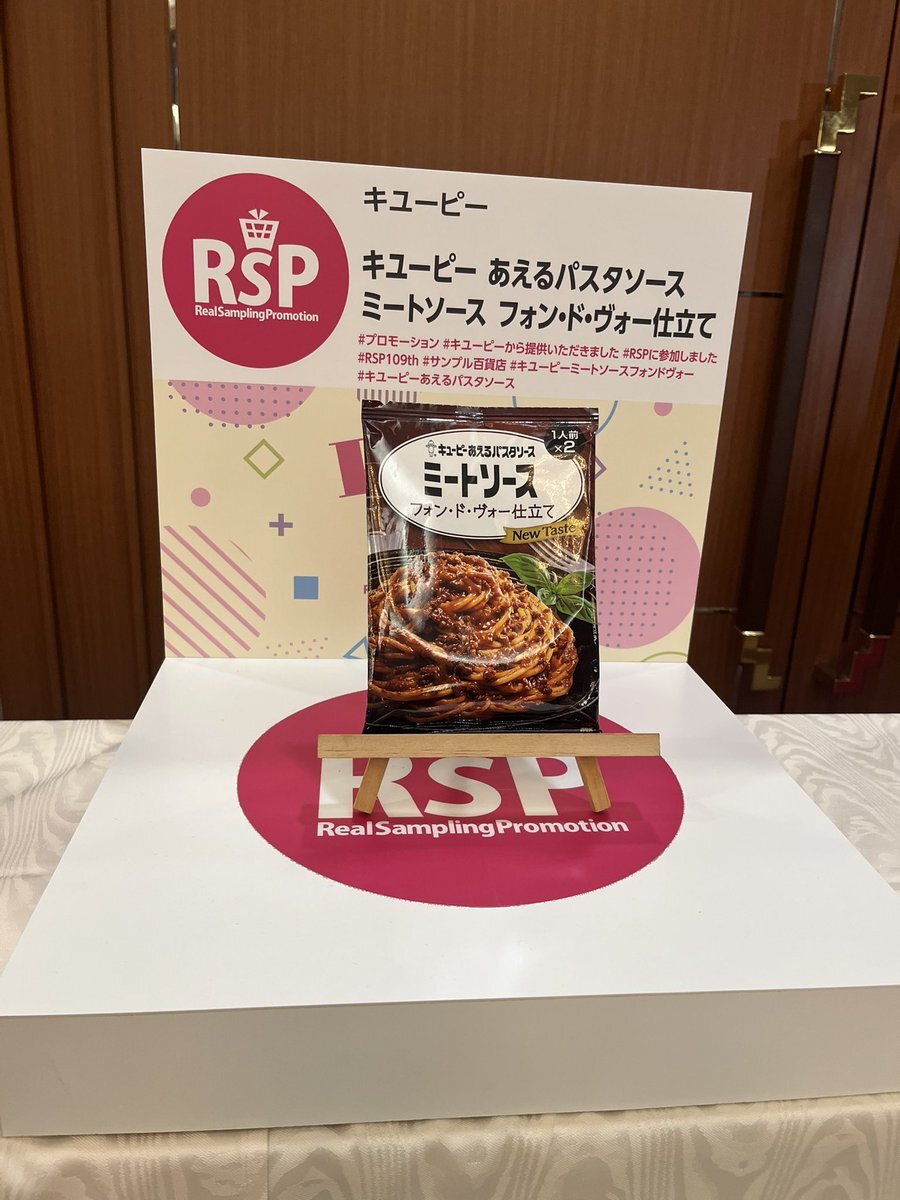 RSP
RealSamplingPromotion
キユーピー
キユーピー あえるパスタソース
ミートソース フォン・ド・ヴォー仕立て
#プロモーション #キユーピーから提供いただきました #RSPに参加しました
#RSP109th #サンプル百貨店 #キユーピーミートソースフォンドヴォー
#キユーピーあえるパスタソース
1人前
×2
キユーピーあえるパスタソース
ミートソース
フォン・ド・ヴォー仕立て
New Taste
RSP
RealSamplingPromotion